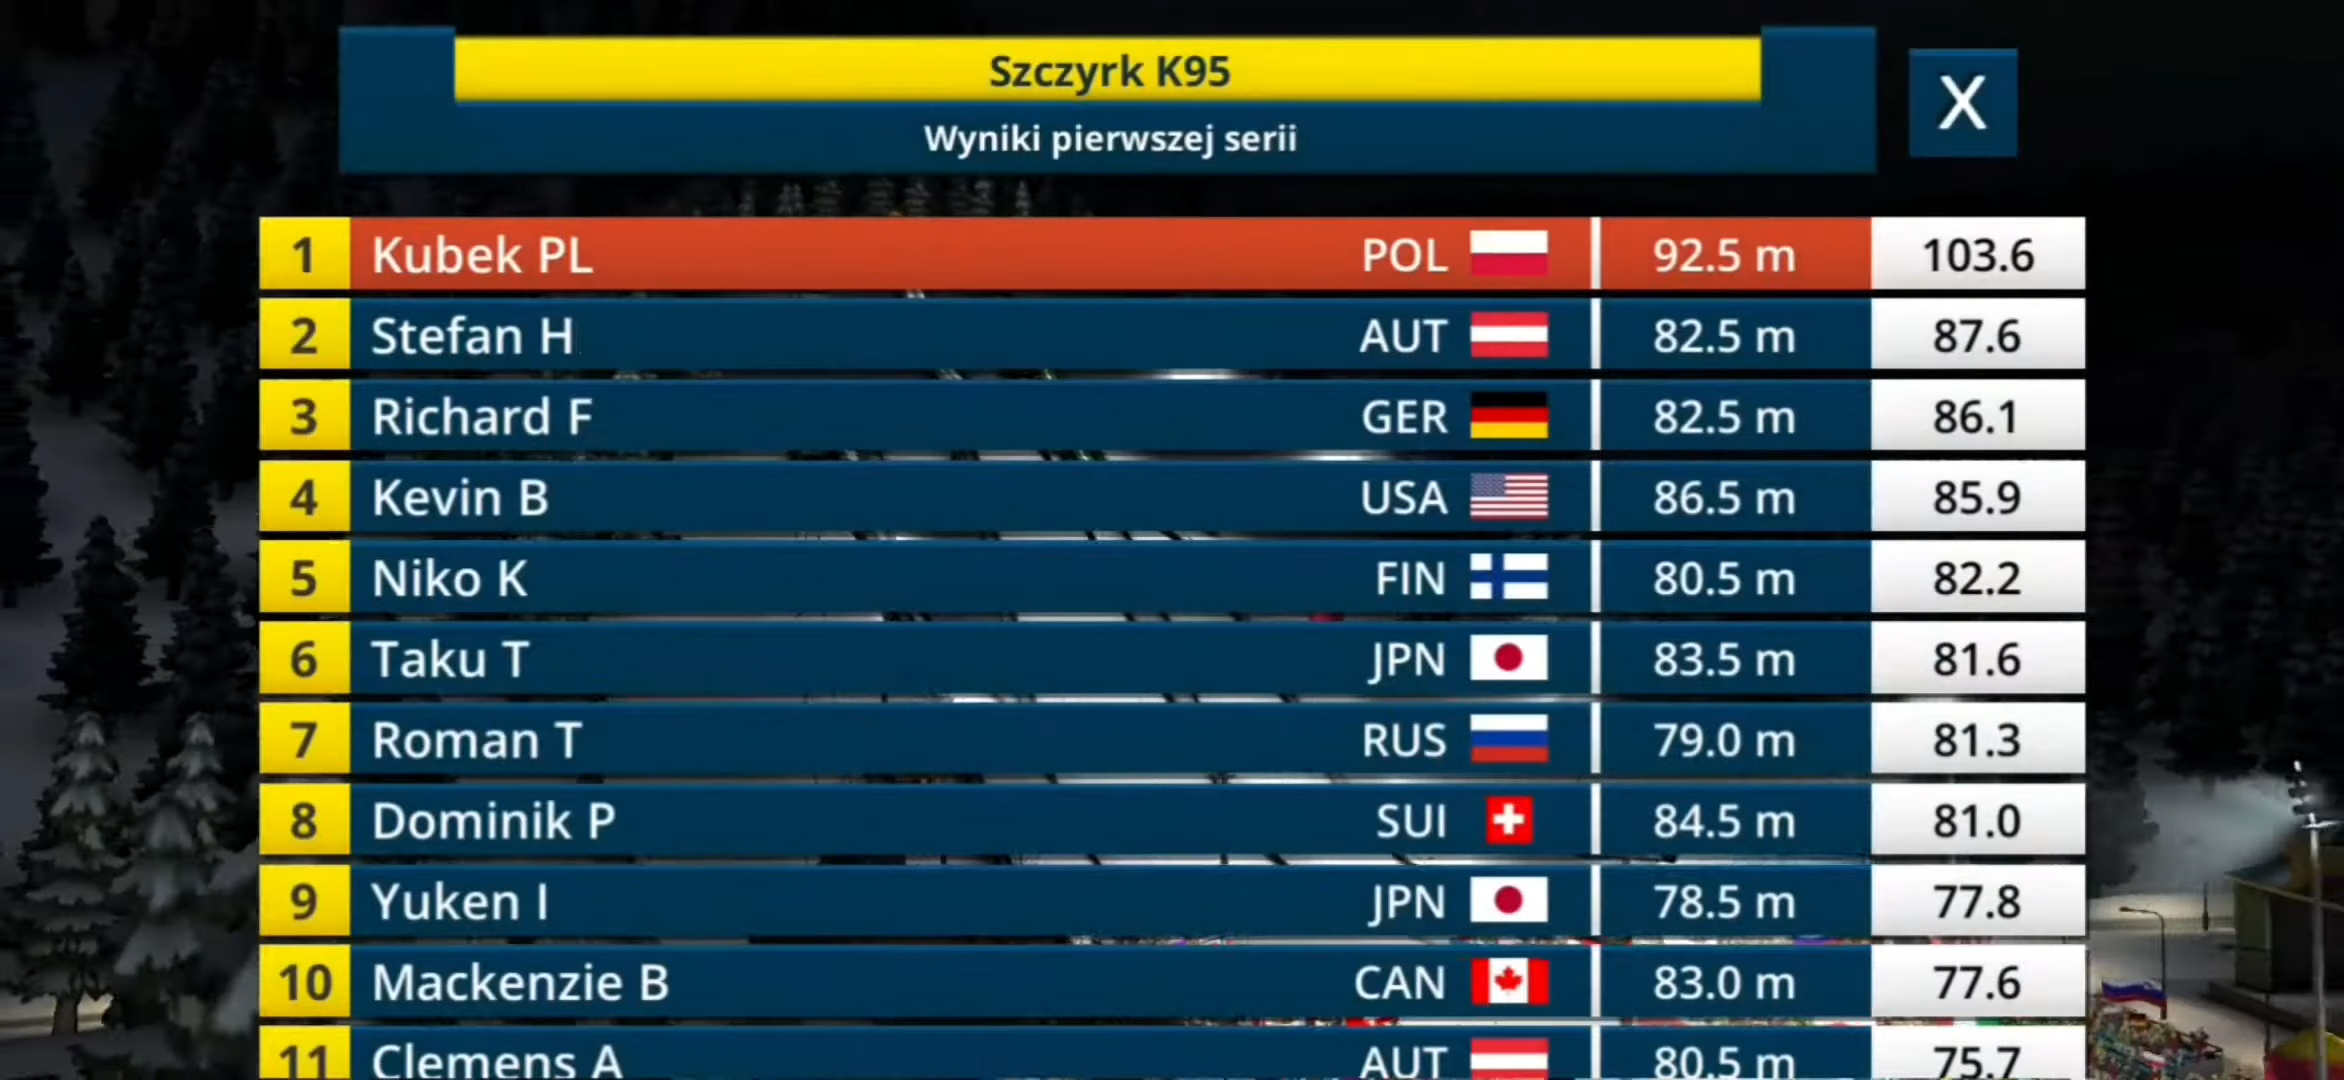 Szczyrk K95
X
Wyniki pierwszej serii
1 Kubek PL POL 92.5 m 103.6
2 Stefan H AUT 82.5 m 87.6
3 Richard F GER 82.5 m 86.1
4 Kevin B USA 86.5 m 85.9
5 Niko K FIN 80.5 m 82.2
6 Taku T JPN 83.5 m 81.6
7 Roman T RUS 79.0 m 81.3
8 Dominik P SUI 84.5 m 81.0
9 Yuken I JPN 78.5 m 77.8
10 Mackenzie B CAN 83.0 m 77.6
11 Clemens A AUT 80.5 m 75.7